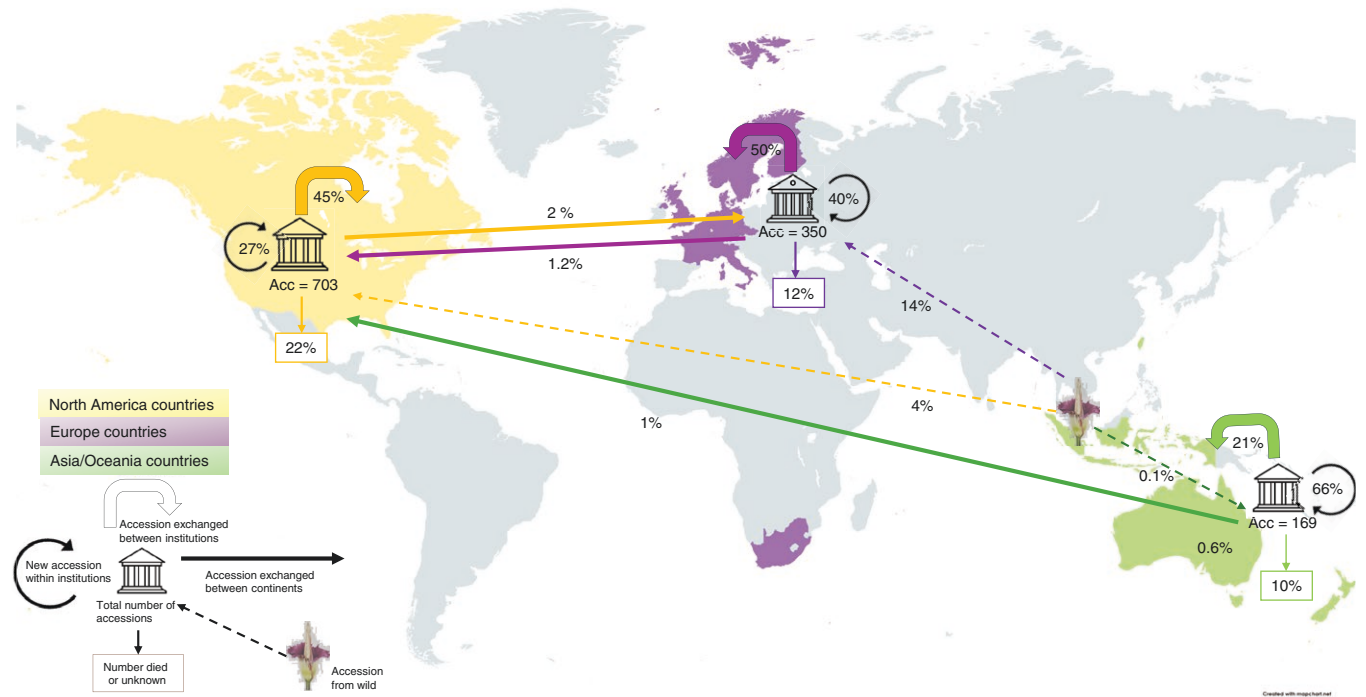 50%
40%
Acc = 350
12%
45%
27%
Acc = 703
22%
2 %
1.2%
14%
4%
1%
21%
66%
0.1%
Acc = 169
0.6%
10%
North America countries
Europe countries
Asia/Oceania countries
Accession exchanged
between institutions
New accession
within institutions
Accession exchanged
between continents
Total number of
accessions
Number died
or unknown
Accession
from wild
Created with mapchart.net